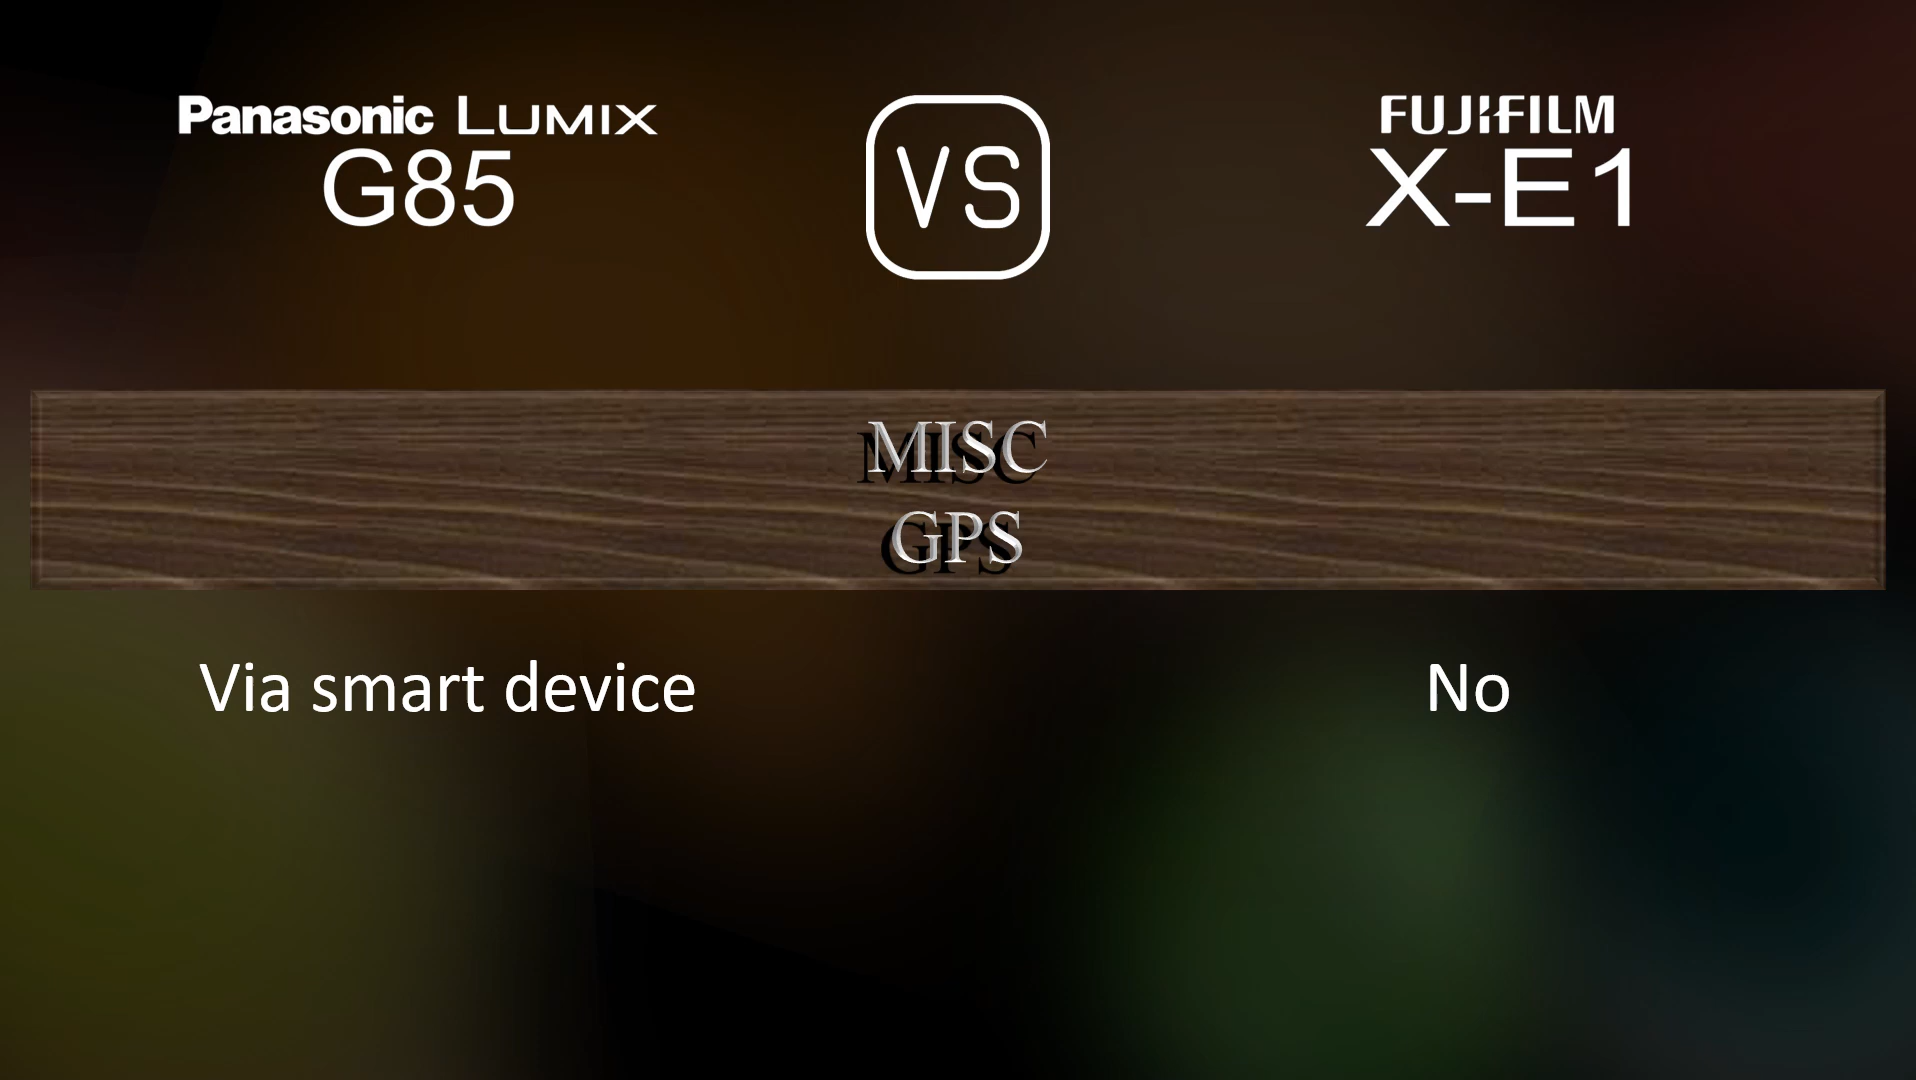 Panasonic LUMIX
G85
VS
FUJIFILM
X-E1
MISC
GPS
Via smart device
No